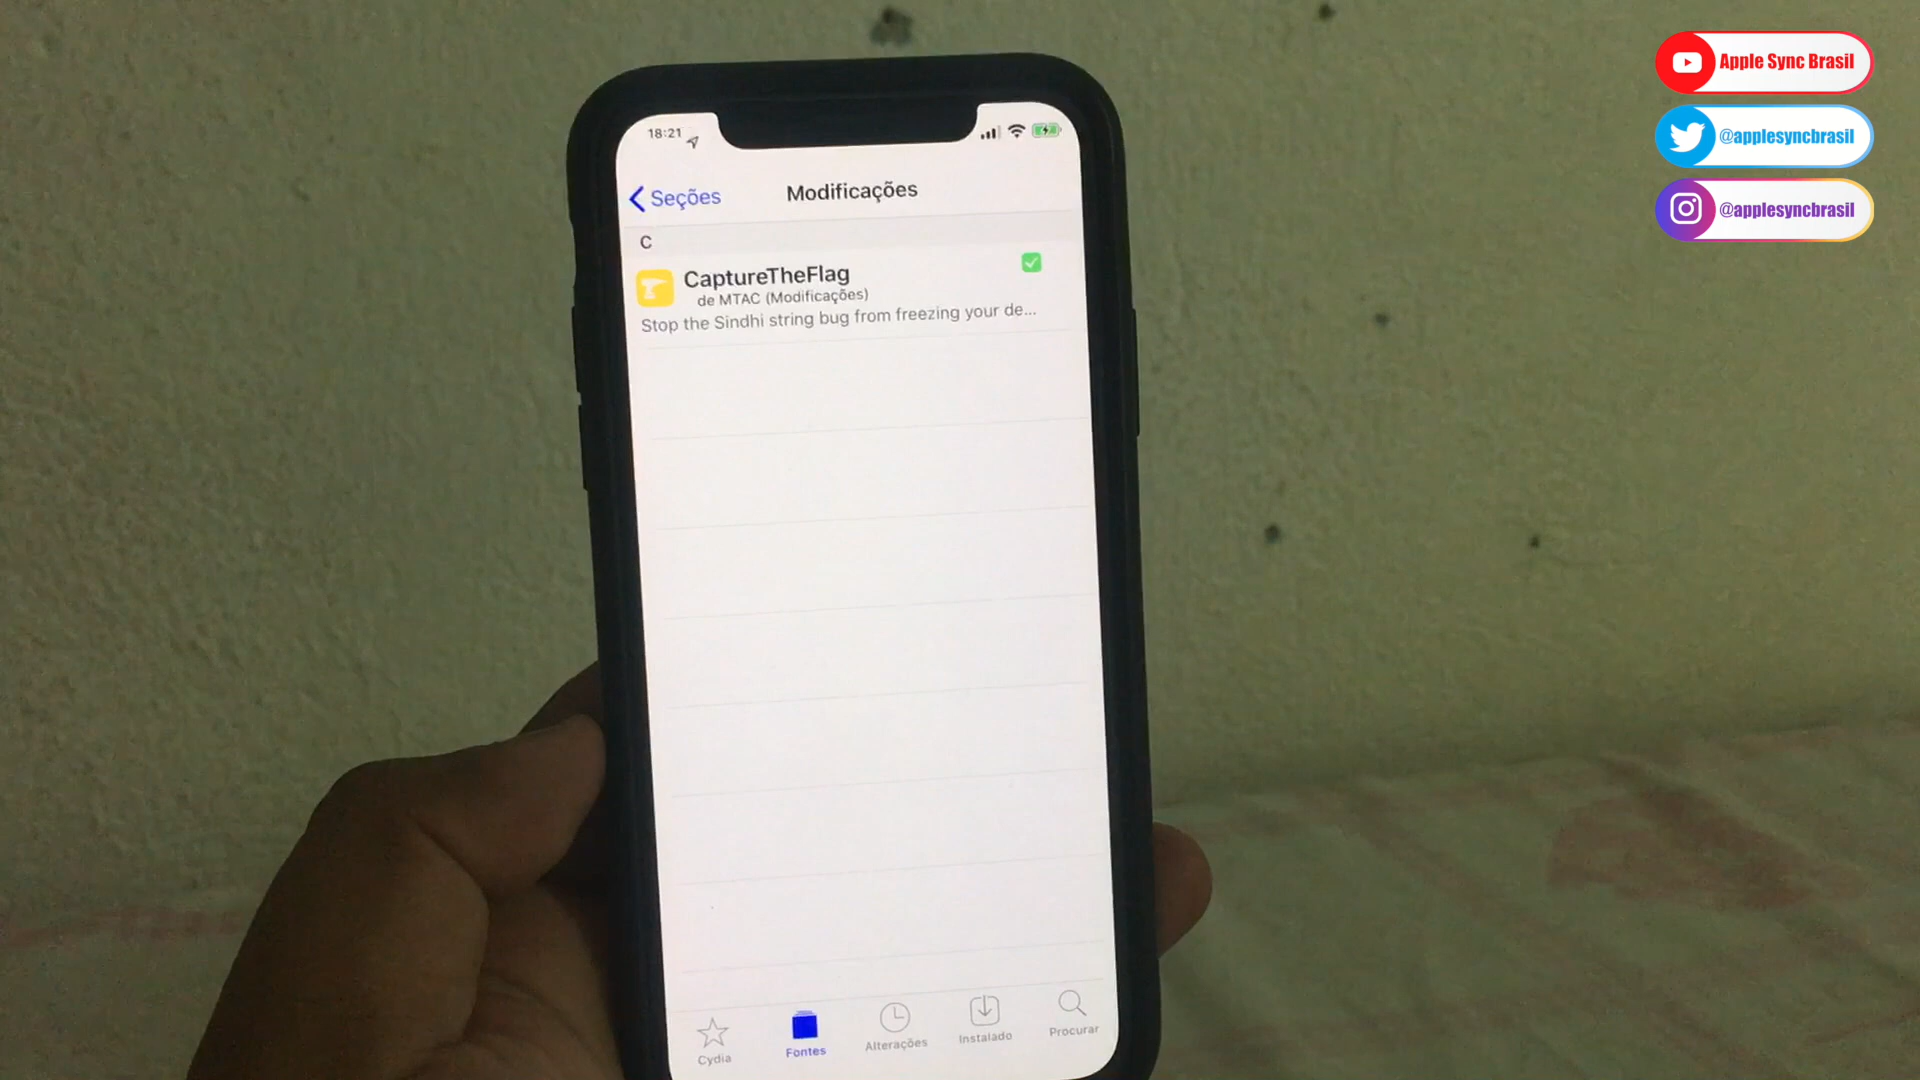 Apple Sync Brasil
@applesyncbrasil
@applesyncbrasil
18:21
Seções
Modificações
C
CaptureTheFlag
de MTAC (Modificações)
Stop the Sindhi string bug from freezing your de...
Cydia
Fontes
Alterações
Instalado
Procurar